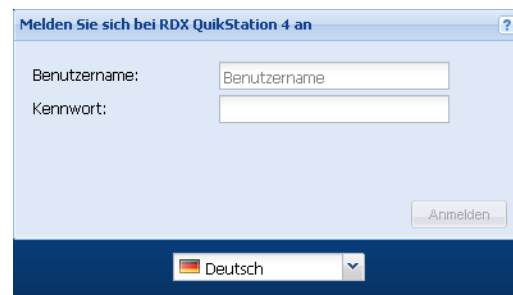 Melden Sie sich bei RDX QuikStation 4 an ?
Benutzername: Benutzername
Kennwort:
Anmelden
Deutsch